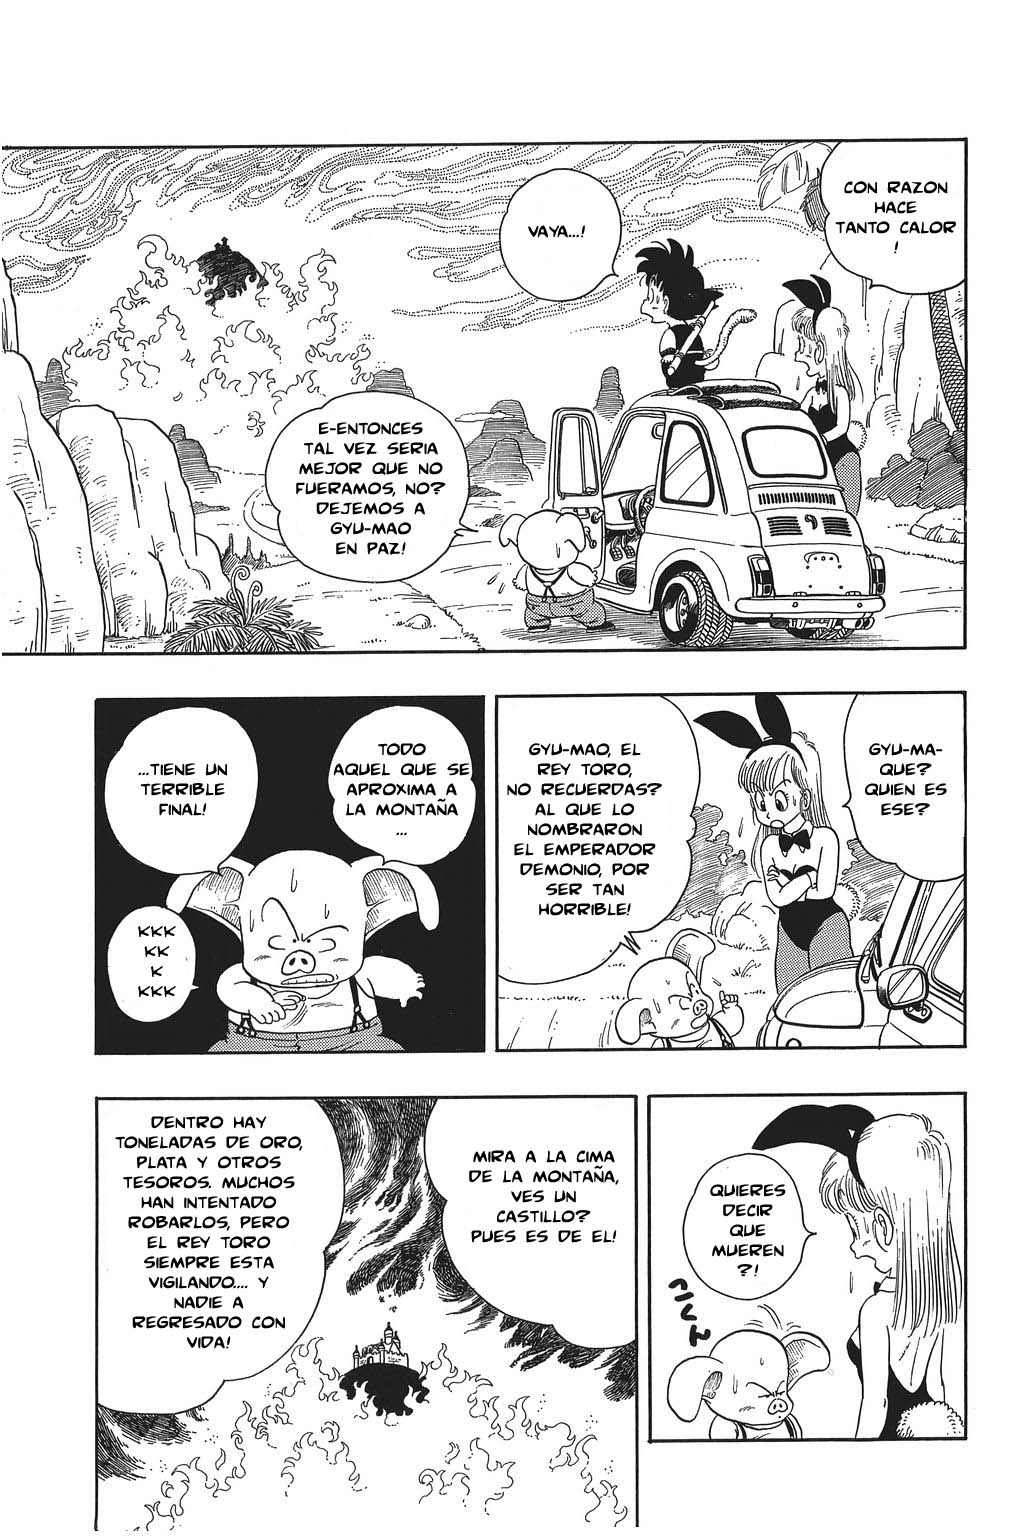 CON RAZON
HACE
TANTO CALOR
!
VAYA...!
E-ENTONCES
TAL VEZ SERIA
MEJOR QUE NO
FUERAMOS, NO?
DEJEMOS A
GYU-MAO
EN PAZ!
GYU-MA-
QUE?
QUIEN ES
ESE?
GYU-MAO, EL
REY TORO,
NO RECUERDAS?
AL QUE LO
NOMBRARON
EL EMPERADOR
DEMONIO, POR
SER TAN
HORRIBLE!
TODO
AQUEL QUE SE
APROXIMA A
LA MONTAÑA
...
...TIENE UN
TERRIBLE
FINAL!
KKK
KK
K
KKK
QUIERES
DECIR
QUE
MUEREN
?!
こくん
MIRA A LA CIMA
DE LA MONTAÑA,
VES UN
CASTILLO?
PUES ES DE EL!
DENTRO HAY
TONELADAS DE ORO,
PLATA Y OTROS
TESOROS. MUCHOS
HAN INTENTADO
ROBARLOS, PERO
EL REY TORO
SIEMPRE ESTA
VIGILANDO.... Y
NADIE A
REGRESADO CON
VIDA!